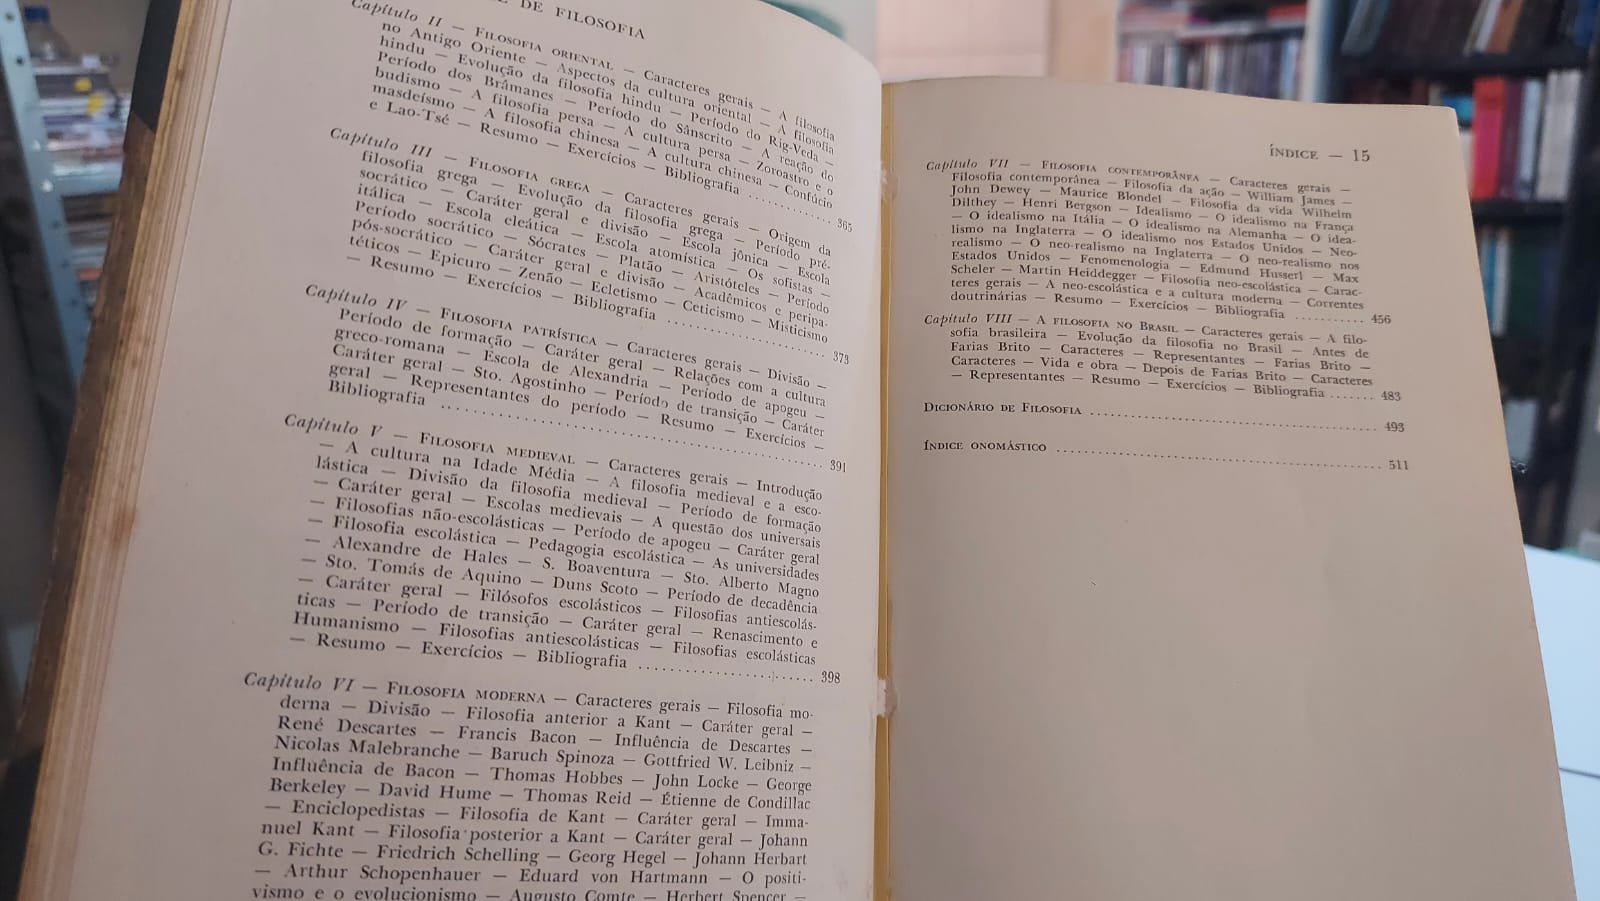 DE FILOSOFIA
Capítulo II — Filosofia oriental — Caracteres gerais — A filosofia
no Antigo Oriente — Aspectos da cultura oriental — A filosofia
hindu — Evolução da filosofia hindu — Período do Rig-Veda —
Período dos Brâmanes — Período do Sânscrito — A reação do
budismo — A filosofia persa — A cultura persa — Zoroastro e o
masdeísmo — A filosofia chinesa — A cultura chinesa — Confúcio
e Lao-Tsé — Resumo — Exercícios — Bibliografia .............. 365
Capítulo III — Filosofia grega — Caracteres gerais — Origem da
filosofia grega — Evolução da filosofia grega — Período pré-
socrático — Caráter geral e divisão — Escola jônica — Escola
itálica — Escola eleática — Escola atomística — Os sofistas —
Período socrático — Sócrates — Platão — Aristóteles — Período
pós-socrático — Caráter geral e divisão — Acadêmicos e peripa-
téticos — Epicuro — Zenão — Ecletismo — Ceticismo — Misticismo
— Resumo — Exercícios — Bibliografia .............. 373
Capítulo IV — Filosofia patrística — Caracteres gerais — Divisão —
Período de formação — Caráter geral — Relações com a cultura
greco-romana — Escola de Alexandria — Período de apogeu —
Caráter geral — Sto. Agostinho — Período de transição — Caráter
geral — Representantes do período — Resumo — Exercícios —
Bibliografia .............. 391
Capítulo V — Filosofia medieval — Caracteres gerais — Introdução
— A cultura na Idade Média — A filosofia medieval e a esco-
lástica — Divisão da filosofia medieval — Período de formação
— Caráter geral — Escolas medievais — A questão dos universais
— Filosofias não-escolásticas — Período de apogeu — Caráter geral
— Filosofia escolástica — Pedagogia escolástica — As universidades
— Alexandre de Hales — S. Boaventura — Sto. Alberto Magno
— Sto. Tomás de Aquino — Duns Scoto — Período de decadência
— Caráter geral — Filósofos escolásticos — Filosofias antiescolás-
ticas — Período de transição — Caráter geral — Renascimento e
Humanismo — Filosofias antiescolásticas — Filosofias escolásticas
— Resumo — Exercícios — Bibliografia .............. 398
Capítulo VI — Filosofia moderna — Caracteres gerais — Filosofia mo-
derna — Divisão — Filosofia anterior a Kant — Caráter geral —
René Descartes — Francis Bacon — Influência de Descartes —
Nicolas Malebranche — Baruch Spinoza — Gottfried W. Leibniz —
Influência de Bacon — Thomas Hobbes — John Locke — George
Berkeley — David Hume — Thomas Reid — Étienne de Condillac
— Enciclopedistas — Filosofia de Kant — Caráter geral — Imma-
nuel Kant — Filosofia posterior a Kant — Caráter geral — Johann
G. Fichte — Friedrich Schelling — Georg Hegel — Johann Herbart
— Arthur Schopenhauer — Eduard von Hartmann — O positi-
vismo e o evolucionismo — Augusto Comte — Herbert Spencer —
ÍNDICE — 15
Capítulo VII — Filosofia contemporânea — Caracteres gerais —
Filosofia contemporânea — Filosofia da ação — William James —
John Dewey — Maurice Blondel — Filosofia da vida Wilhelm
Dilthey — Henri Bergson — Idealismo — O idealismo na França
— O idealismo na Itália — O idealismo na Alemanha — O idea-
lismo na Inglaterra — O idealismo nos Estados Unidos — Neo-
realismo — O neo-realismo na Inglaterra — O neo-realismo nos
Estados Unidos — Fenomenologia — Edmund Husserl — Max
Scheler — Martin Heiddegger — Filosofia neo-escolástica — Carac-
teres gerais — A neo-escolástica e a cultura moderna — Correntes
doutrinárias — Resumo — Exercícios — Bibliografia ........... 456
Capítulo VIII — A filosofia no Brasil — Caracteres gerais — A filo-
sofia brasileira — Evolução da filosofia no Brasil — Antes de
Farias Brito — Caracteres — Representantes — Farias Brito —
Caracteres — Vida e obra — Depois de Farias Brito — Caracteres
— Representantes — Resumo — Exercícios — Bibliografia ....... 483
Dicionário de Filosofia .............. 493
Índice onomástico .............. 511